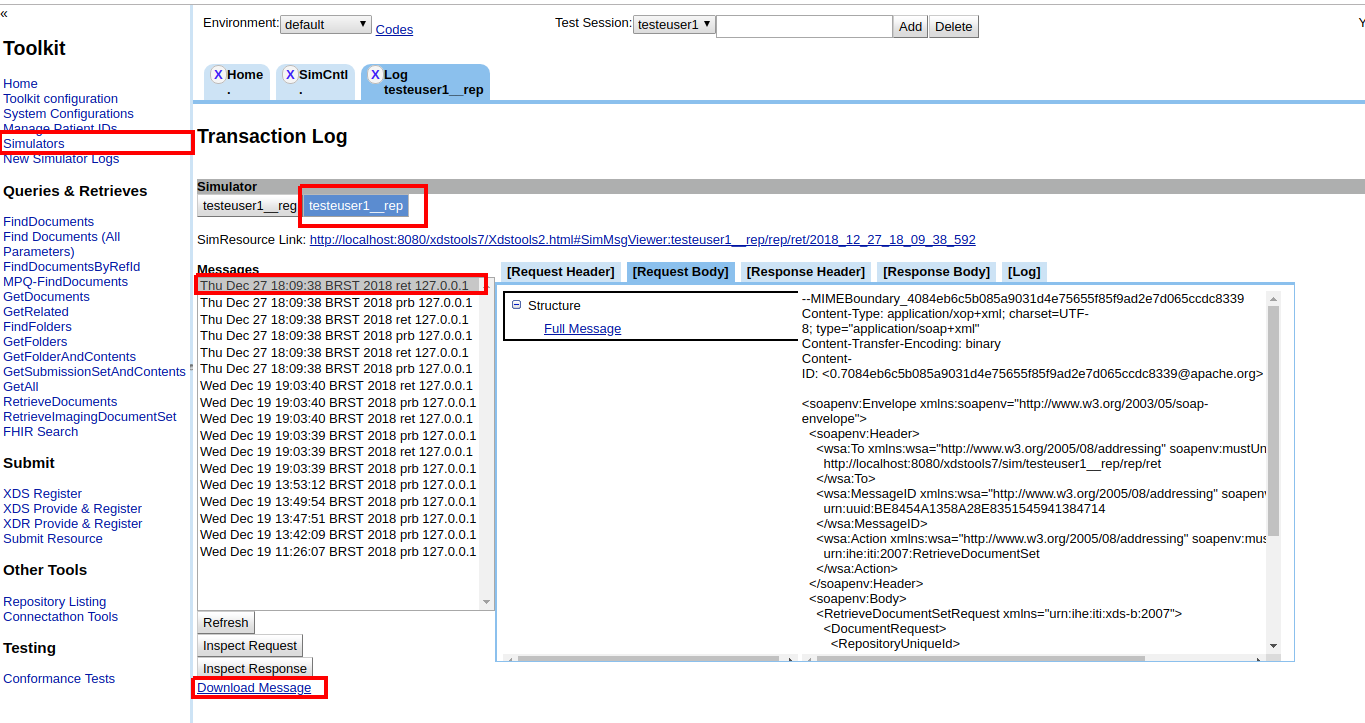 «
Toolkit
Home
Toolkit configuration
System Configurations
Manage Patient IDs
Simulators
New Simulator Logs
Queries & Retrieves
FindDocuments
Find Documents (All
Parameters)
FindDocumentsByRefId
MPQ-FindDocuments
GetDocuments
GetRelated
FindFolders
GetFolders
GetFolderAndContents
GetSubmissionSetAndContents
GetAll
RetrieveDocuments
RetrieveImagingDocumentSet
FHIR Search
Submit
XDS Register
XDS Provide & Register
XDR Provide & Register
Submit Resource
Other Tools
Repository Listing
Connectathon Tools
Testing
Conformance Tests
Environment: default Codes Test Session: testeuser1 Add Delete Y
X Home . X SimCntl . X Log testeuser1__rep
Transaction Log
Simulator
testeuser1__reg testeuser1__rep
SimResource Link: http://localhost:8080/xdstools7/Xdstools2.html#SimMsgViewer:testeuser1__rep/rep/ret/2018_12_27_18_09_38_592
Messages
Thu Dec 27 18:09:38 BRST 2018 ret 127.0.0.1
Thu Dec 27 18:09:38 BRST 2018 prb 127.0.0.1
Thu Dec 27 18:09:38 BRST 2018 ret 127.0.0.1
Thu Dec 27 18:09:38 BRST 2018 prb 127.0.0.1
Thu Dec 27 18:09:38 BRST 2018 ret 127.0.0.1
Thu Dec 27 18:09:38 BRST 2018 prb 127.0.0.1
Wed Dec 19 19:03:40 BRST 2018 ret 127.0.0.1
Wed Dec 19 19:03:40 BRST 2018 prb 127.0.0.1
Wed Dec 19 19:03:40 BRST 2018 ret 127.0.0.1
Wed Dec 19 19:03:39 BRST 2018 prb 127.0.0.1
Wed Dec 19 19:03:39 BRST 2018 ret 127.0.0.1
Wed Dec 19 19:03:39 BRST 2018 prb 127.0.0.1
Wed Dec 19 13:53:12 BRST 2018 prb 127.0.0.1
Wed Dec 19 13:49:54 BRST 2018 prb 127.0.0.1
Wed Dec 19 13:47:51 BRST 2018 prb 127.0.0.1
Wed Dec 19 13:42:09 BRST 2018 prb 127.0.0.1
Wed Dec 19 11:26:07 BRST 2018 prb 127.0.0.1
Refresh
Inspect Request
Inspect Response
Download Message
[Request Header] [Request Body] [Response Header] [Response Body] [Log]
Structure
Full Message
--MIMEBoundary_4084eb6c5b085a9031d4e75655f85f9ad2e7d065ccdc8339
Content-Type: application/xop+xml; charset=UTF-
8; type="application/soap+xml"
Content-Transfer-Encoding: binary
Content-
ID: <0.7084eb6c5b085a9031d4e75655f85f9ad2e7d065ccdc8339@apache.org>
<soapenv:Envelope xmlns:soapenv="http://www.w3.org/2003/05/soap-
envelope">
<soapenv:Header>
<wsa:To xmlns:wsa="http://www.w3.org/2005/08/addressing" soapenv:mustUn
http://localhost:8080/xdstools7/sim/testeuser1__rep/rep/ret
</wsa:To>
<wsa:MessageID xmlns:wsa="http://www.w3.org/2005/08/addressing" soapenv
urn:uuid:BE8454A1358A28E8351545941384714
</wsa:MessageID>
<wsa:Action xmlns:wsa="http://www.w3.org/2005/08/addressing" soapenv:mus
urn:ihe:iti:2007:RetrieveDocumentSet
</wsa:Action>
</soapenv:Header>
<soapenv:Body>
<RetrieveDocumentSetRequest xmlns="urn:ihe:iti:xds-b:2007">
<DocumentRequest>
<RepositoryUniqueId>